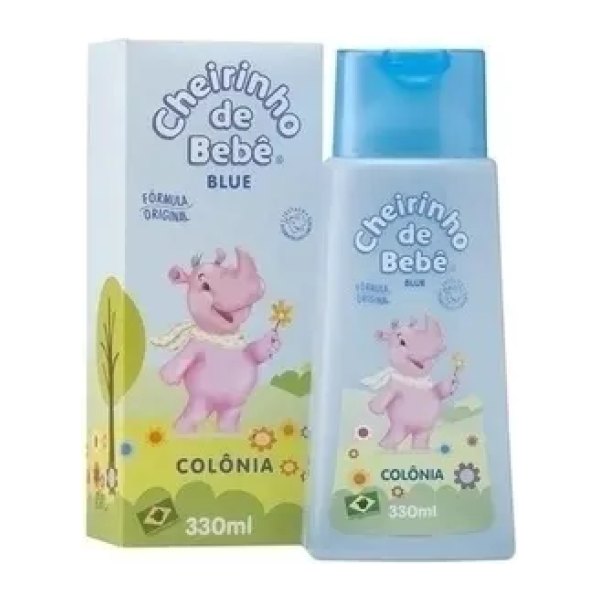 Cheirinho
de
Bebê®
BLUE
FÓRMULA
ORIGINAL
COLÔNIA
330ml
Cheirinho
de
Bebê®
BLUE
FÓRMULA
ORIGINAL
COLÔNIA
330ml